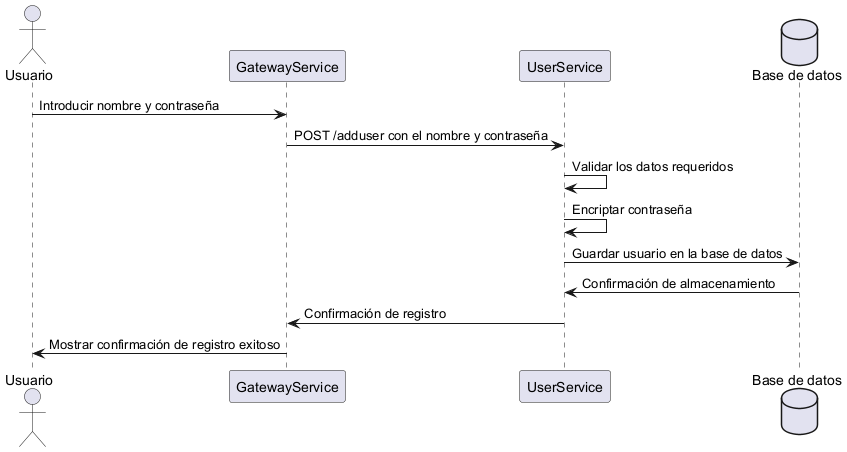 Usuario
GatewayService
UserService
Base de datos
Introducir nombre y contraseña
POST /adduser con el nombre y contraseña
Validar los datos requeridos
Encriptar contraseña
Guardar usuario en la base de datos
Confirmación de almacenamiento
Confirmación de registro
Mostrar confirmación de registro exitoso
Usuario
GatewayService
UserService
Base de datos